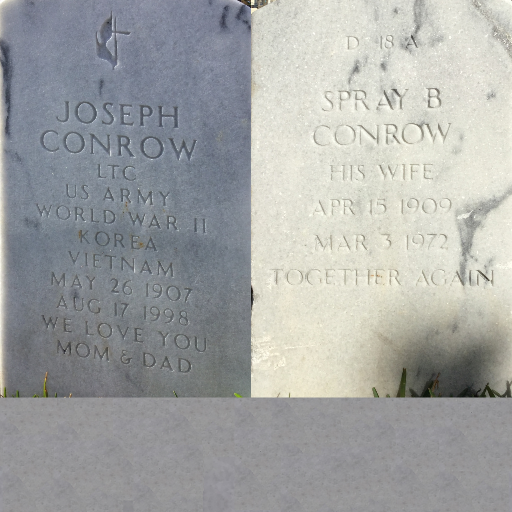 JOSEPH
CONROW
LTC
US ARMY
WORLD WAR II
KOREA
VIETNAM
MAY 26 1907
AUG 17 1998
WE LOVE YOU
MOM & DAD
D 18 A
SPRAY B
CONROW
HIS WIFE
APR 15 1909
MAR 3 1972
TOGETHER AGAIN